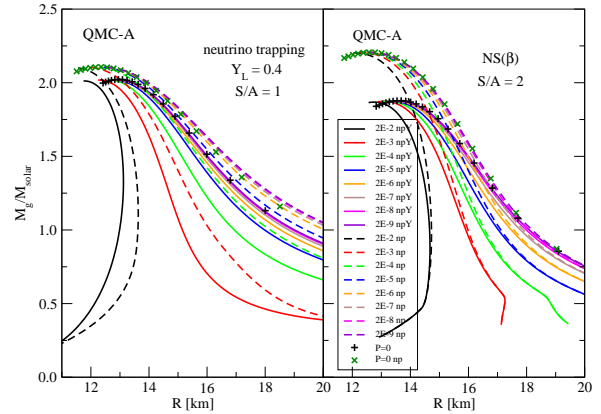 QMC-A
neutrino trapping
Y_L = 0.4
S/A = 1
QMC-A
NS(β)
S/A = 2
2E-2 npY
2E-3 npY
2E-4 npY
2E-5 npY
2E-6 npY
2E-7 npY
2E-8 npY
2E-9 npY
2E-2 np
2E-3 np
2E-4 np
2E-5 np
2E-6 np
2E-7 np
2E-8 np
2E-9 np
P=0
P=0 np
M_g/M_solar
2.5
2.0
1.5
1.0
0.5
0.0
12 14 16 18 20
12 14 16 18 20
R [km]
R [km]